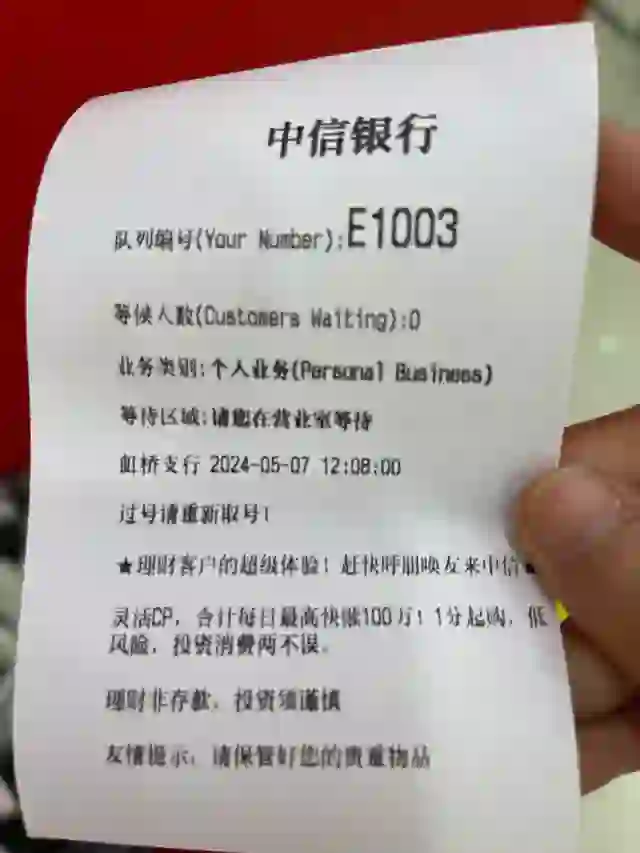 中信银行
队列编号(Your Number):E1003
等候人数(Customers Waiting):0
业务类别:个人业务(Personal Business)
等待区域:请您在营业室等待
虹桥支行 2024-05-07 12:08:00
过号请重新取号!
★理财客户的超级体验! 赶快呼朋唤友来中信★
灵活CP, 合计每日最高快赎100万! 1分起购, 低
风险, 投资消费两不误。
理财非存款, 投资须谨慎
友情提示: 请保管好您的贵重物品